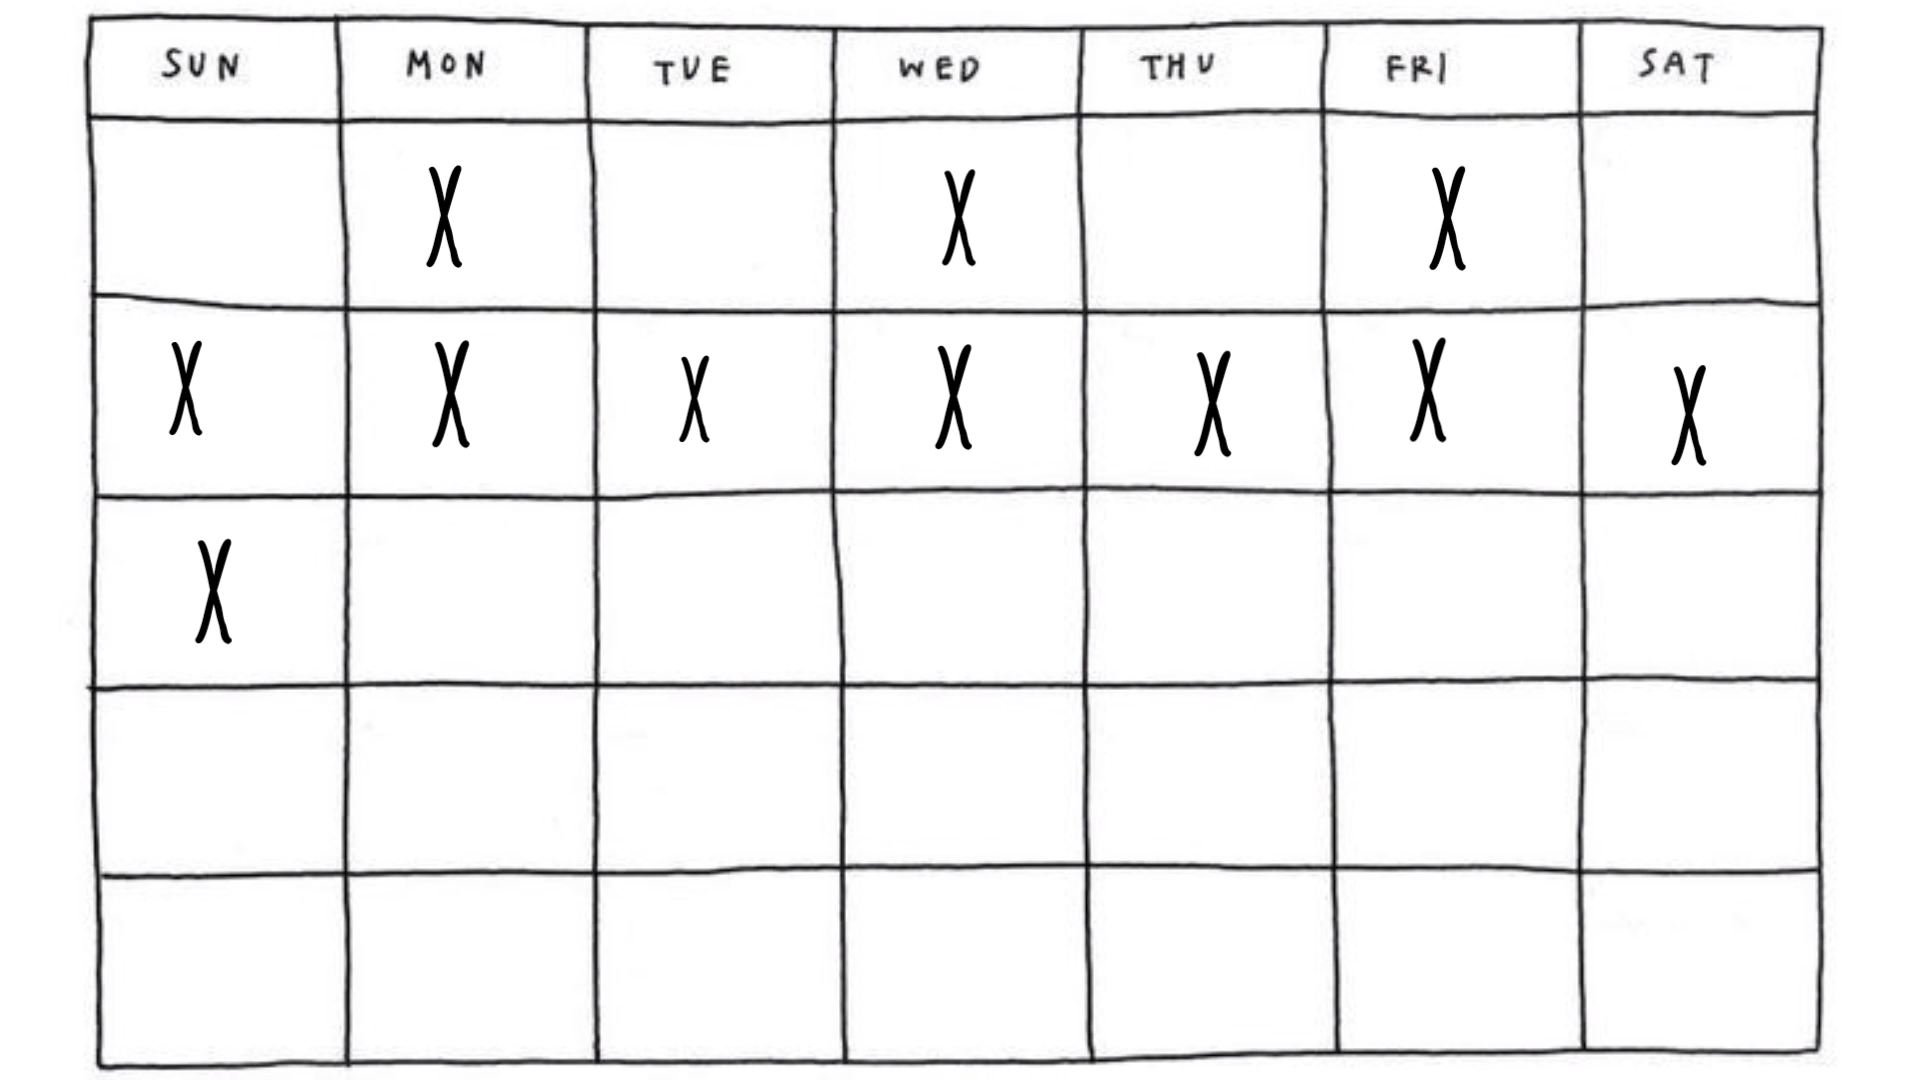 SUN MON TUE WED THU FRI SAT
X X X
X X X X X X X
X